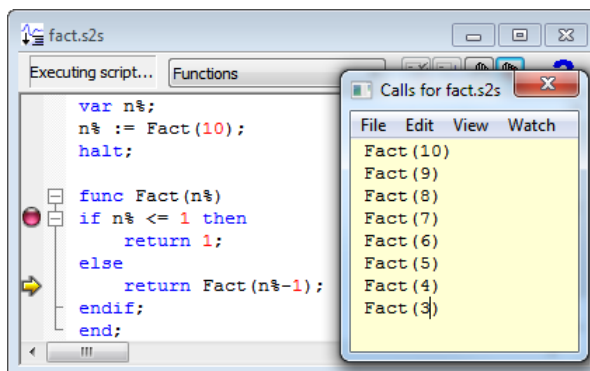 fact.s2s
Executing script... Functions
var n%;
n% := Fact(10);
halt;
func Fact(n%)
if n% <= 1 then
return 1;
else
return Fact(n%-1);
endif;
end;
Calls for fact.s2s
File Edit View Watch
Fact(10)
Fact(9)
Fact(8)
Fact(7)
Fact(6)
Fact(5)
Fact(4)
Fact(3)